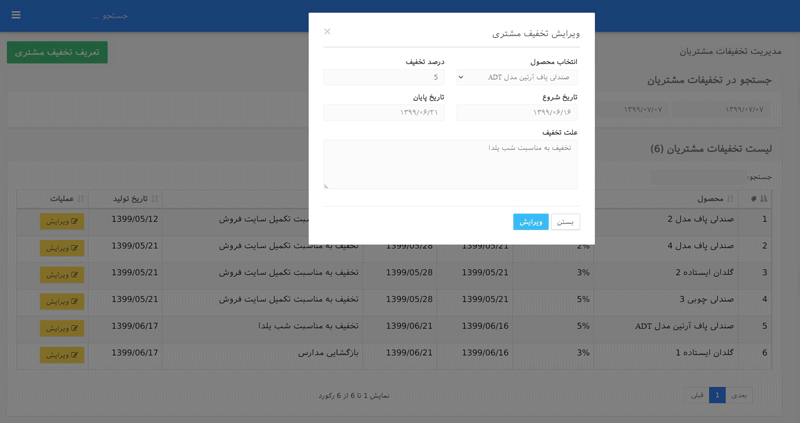 جستجو ...
ویرایش تخفیف مشتری
×
انتخاب محصول
درصد تخفیف
صندلی پاف آرتین مدل ADT
5
تاریخ شروع
تاریخ پایان
۱۳۹۹/۰۶/۱۶
۱۳۹۹/۰۶/۲۱
علت تخفیف
تخفیف به مناسبت شب یلدا
بستن
ویرایش
مدیریت تخفیفات مشتریان
تعریف تخفیف مشتری
جستجو در تخفیفات مشتریان
۱۳۹۹/۰۷/۰۷
۱۳۹۹/۰۷/۰۷
لیست تخفیفات مشتریان (6)
جستجو:
# محصول تاریخ تولید عملیات
1 صندلی پاف مدل 2 تخفیف به مناسبت تکمیل سایت فروش 1399/05/12 ویرایش
2 صندلی پاف مدل 4 2% 1399/05/21 1399/05/28 تخفیف به مناسبت تکمیل سایت فروش 1399/05/21 ویرایش
3 گلدان ایستاده 2 3% 1399/05/21 1399/05/28 تخفیف به مناسبت تکمیل سایت فروش 1399/05/21 ویرایش
4 صندلی چوبی 3 5% 1399/05/21 1399/05/28 تخفیف به مناسبت تکمیل سایت فروش 1399/05/21 ویرایش
5 صندلی پاف آرتین مدل ADT 5% 1399/06/16 1399/06/21 تخفیف به مناسبت شب یلدا 1399/06/17 ویرایش
6 گلدان ایستاده 1 3% 1399/06/16 1399/06/21 بازگشایی مدارس 1399/06/17 ویرایش
نمایش 1 تا 6 از 6 رکورد
قبلی 1 بعدی